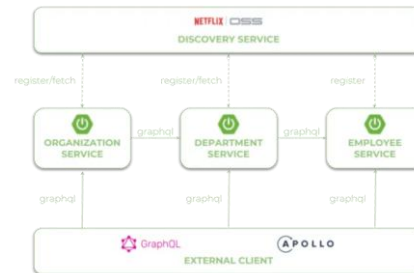 NETFLIX OSS
DISCOVERY SERVICE
register/fetch register/fetch register
ORGANIZATION SERVICE
graphql
DEPARTMENT SERVICE
graphql
EMPLOYEE SERVICE
graphql graphql graphql
GraphQL APOLLO
EXTERNAL CLIENT